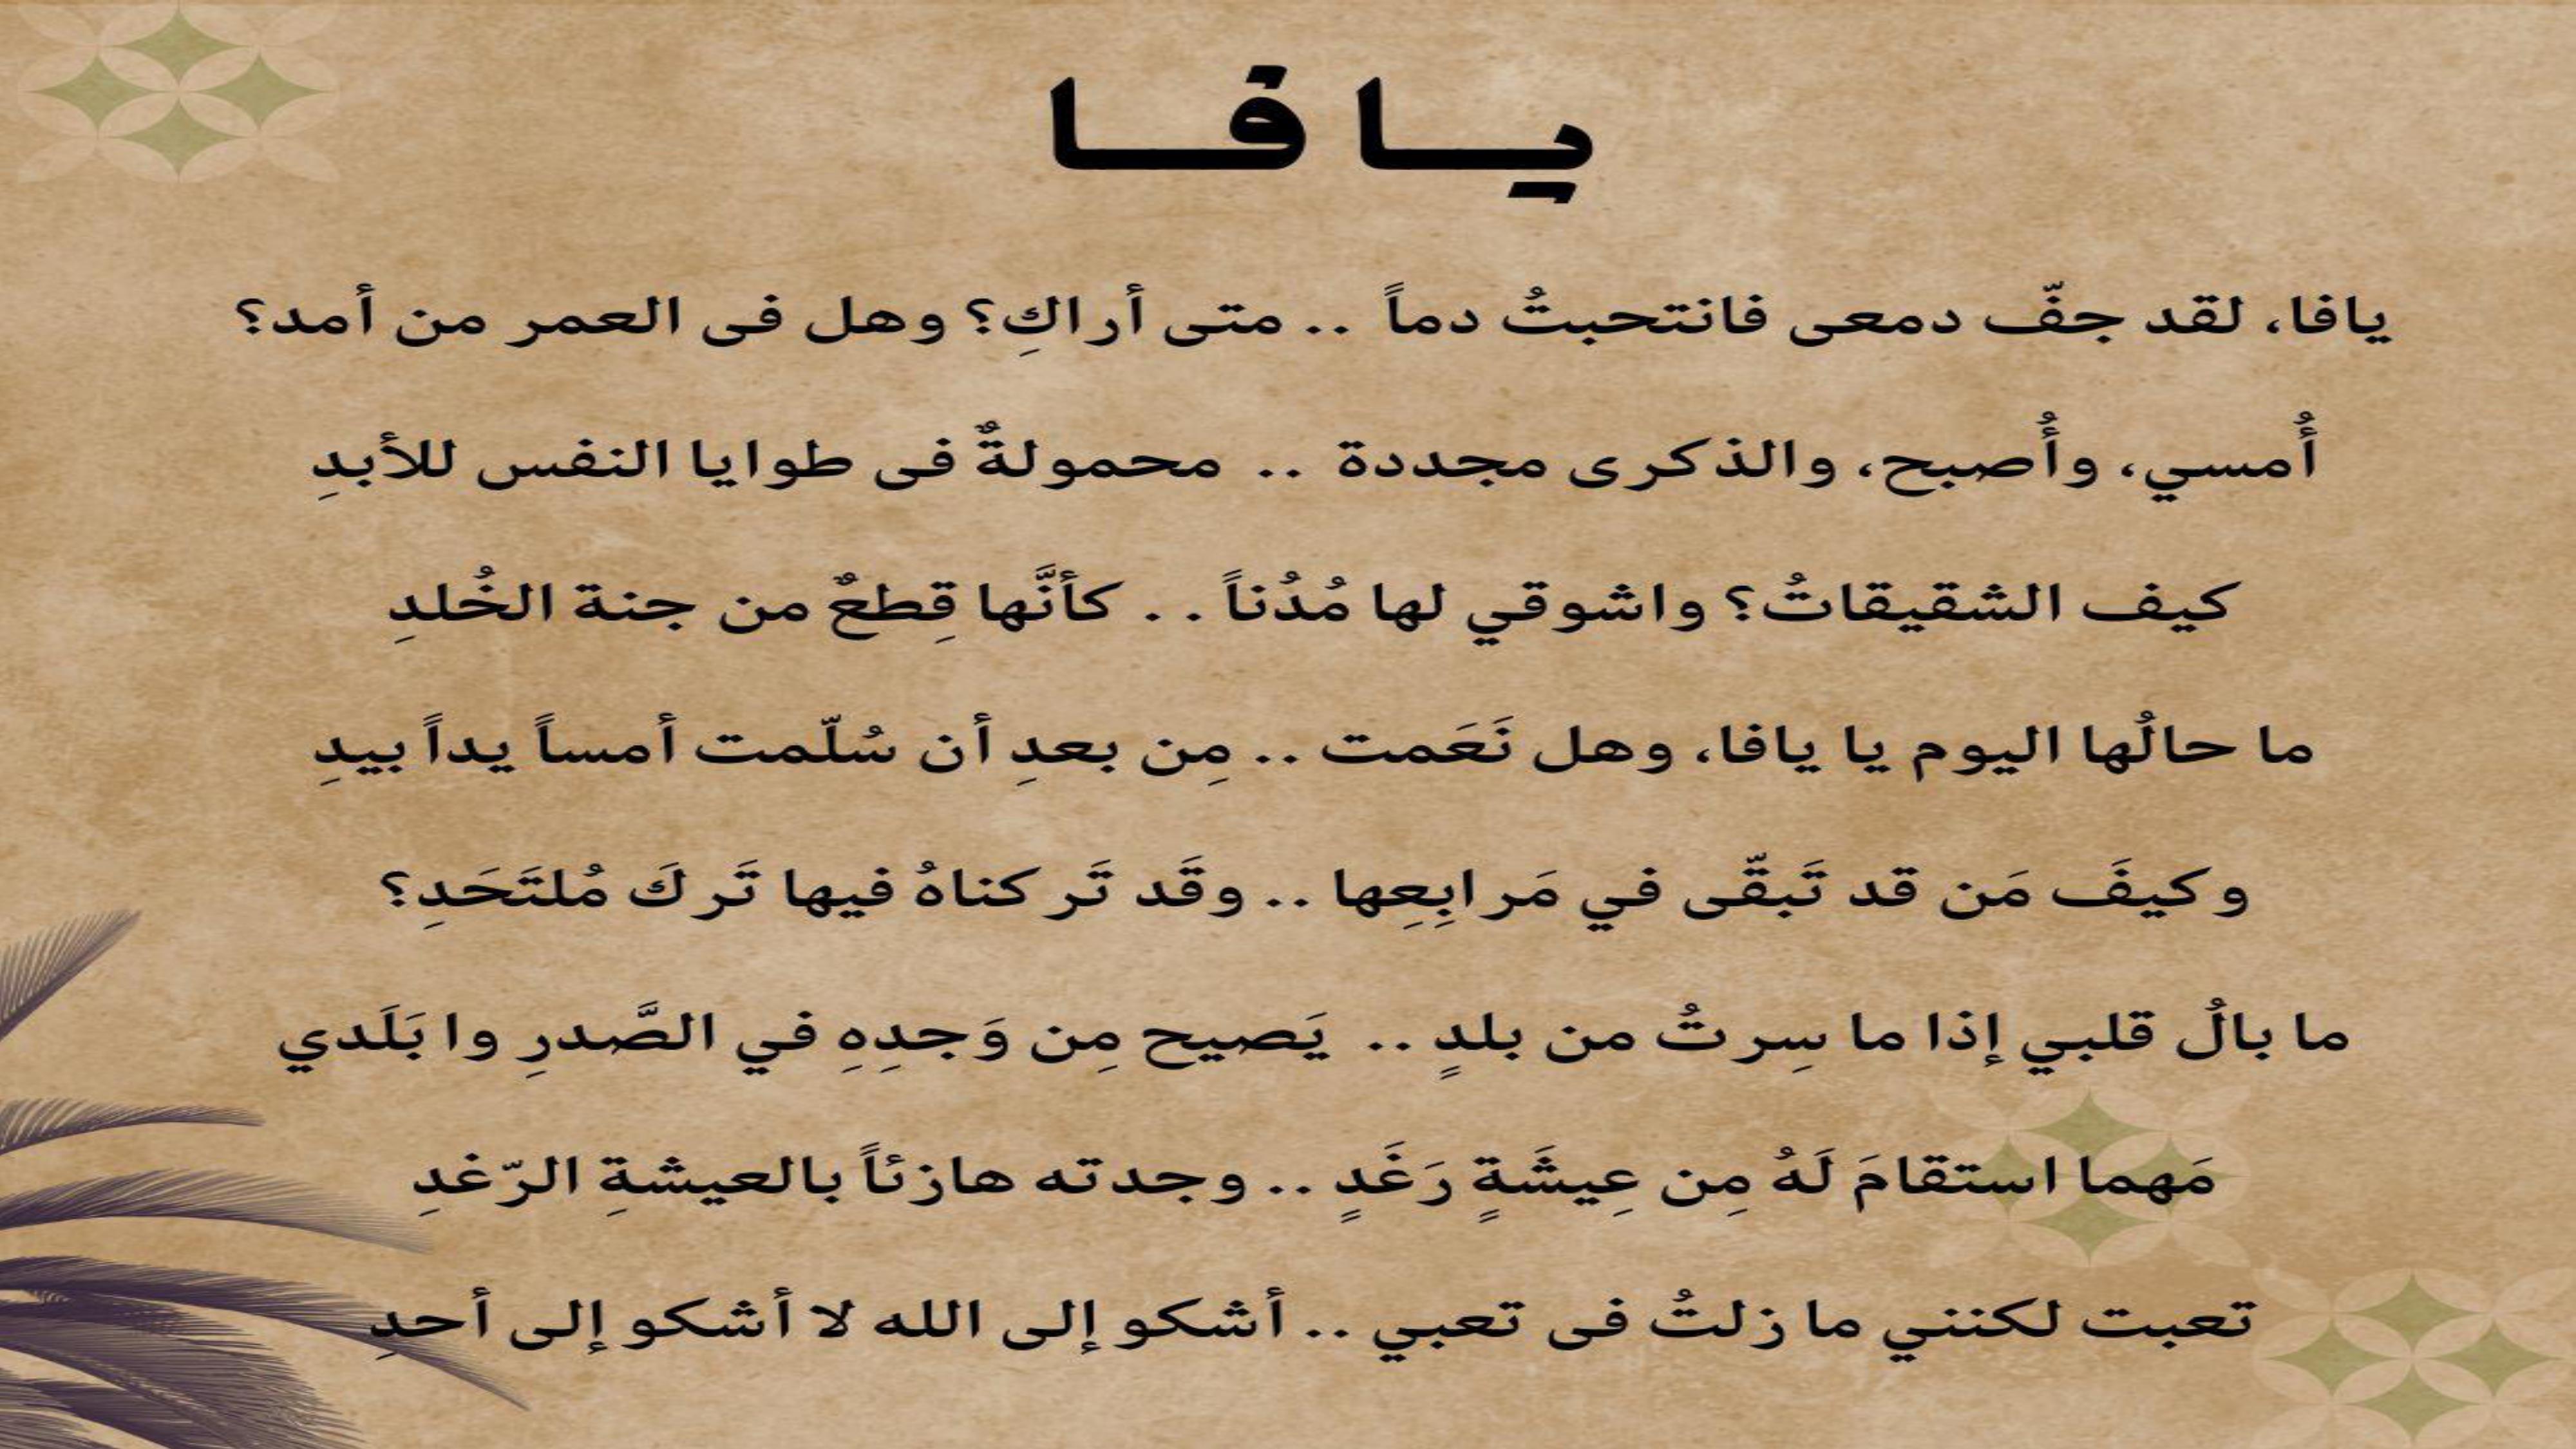 يافا
يافا، لقد جفّ دمعى فانتحبتُ دماً .. متى أراكِ؟ وهل فى العمر من أمد؟
أُمسي، وأُصبح، والذكرى مجددة .. محمولةٌ فى طوايا النفس للأبدِ
كيف الشقيقاتُ؟ واشوقي لها مُدُناً .. كأنَّها قِطعٌ من جنة الخُلدِ
ما حالُها اليوم يا يافا، وهل نَعَمت .. مِن بعدِ أن سُلّمت أمساً يداً بيدِ
وكيفَ مَن قد تَبقّى في مَرابِعِها .. وقَد تَركناهُ فيها تَركَ مُلتَحَدِ؟
ما بالُ قلبي إذا ما سِرتُ من بلدٍ .. يَصيح مِن وَجدِهِ في الصَّدرِ وا بَلَدي
مَهما استقامَ لَهُ مِن عِيشَةٍ رَغَدٍ .. وجدته هازئاً بالعيشةِ الرّغدِ
تعبت لكنني ما زلتُ فى تعبي .. أشكو إلى الله لا أشكو إلى أحدِ